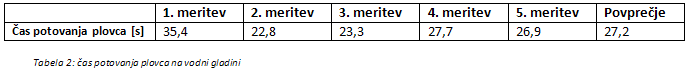 1. meritev 2. meritev 3. meritev 4. meritev 5. meritev Povprečje
Čas potovanja plovca [s] 35,4 22,8 23,3 27,7 26,9 27,2
Tabela 2: čas potovanja plovca na vodni gladini